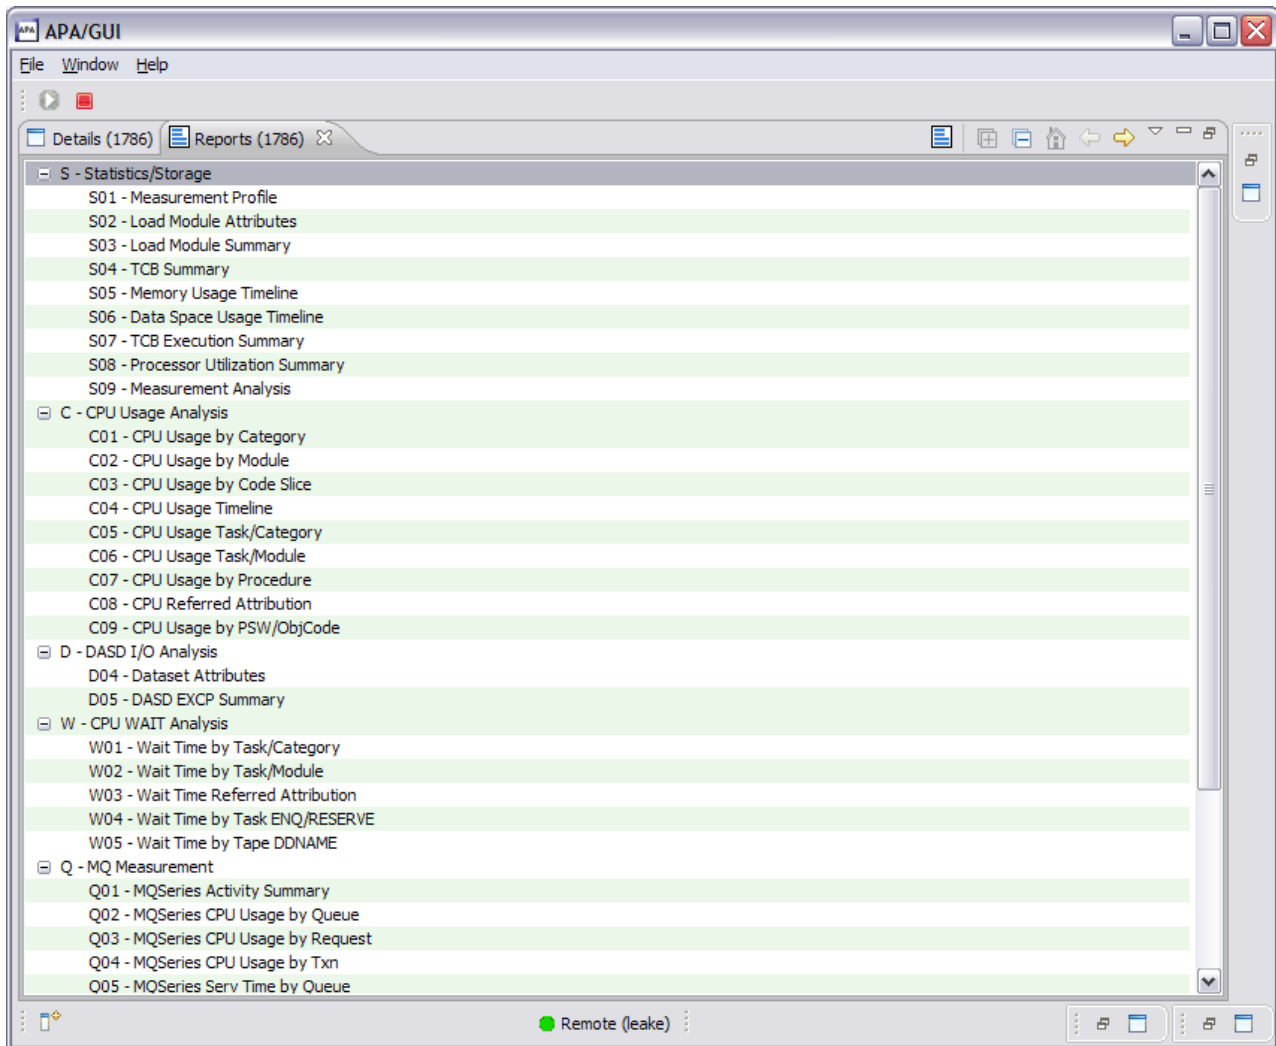 APA APA/GUI
File Window Help
Details (1786) Reports (1786)
S - Statistics/Storage
S01 - Measurement Profile
S02 - Load Module Attributes
S03 - Load Module Summary
S04 - TCB Summary
S05 - Memory Usage Timeline
S06 - Data Space Usage Timeline
S07 - TCB Execution Summary
S08 - Processor Utilization Summary
S09 - Measurement Analysis
C - CPU Usage Analysis
C01 - CPU Usage by Category
C02 - CPU Usage by Module
C03 - CPU Usage by Code Slice
C04 - CPU Usage Timeline
C05 - CPU Usage Task/Category
C06 - CPU Usage Task/Module
C07 - CPU Usage by Procedure
C08 - CPU Referred Attribution
C09 - CPU Usage by PSW/ObjCode
D - DASD I/O Analysis
D04 - Dataset Attributes
D05 - DASD EXCP Summary
W - CPU WAIT Analysis
W01 - Wait Time by Task/Category
W02 - Wait Time by Task/Module
W03 - Wait Time Referred Attribution
W04 - Wait Time by Task ENQ/RESERVE
W05 - Wait Time by Tape DDNAME
Q - MQ Measurement
Q01 - MQSeries Activity Summary
Q02 - MQSeries CPU Usage by Queue
Q03 - MQSeries CPU Usage by Request
Q04 - MQSeries CPU Usage by Txn
Q05 - MQSeries Serv Time by Queue
Remote (leake)